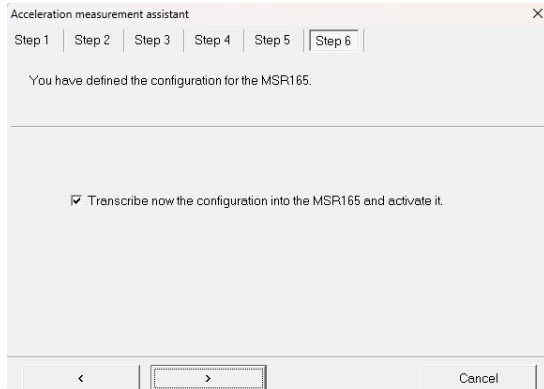 Acceleration measurement assistant
Step 1 Step 2 Step 3 Step 4 Step 5 Step 6
You have defined the configuration for the MSR165.
Transcribe now the configuration into the MSR165 and activate it.
< > Cancel